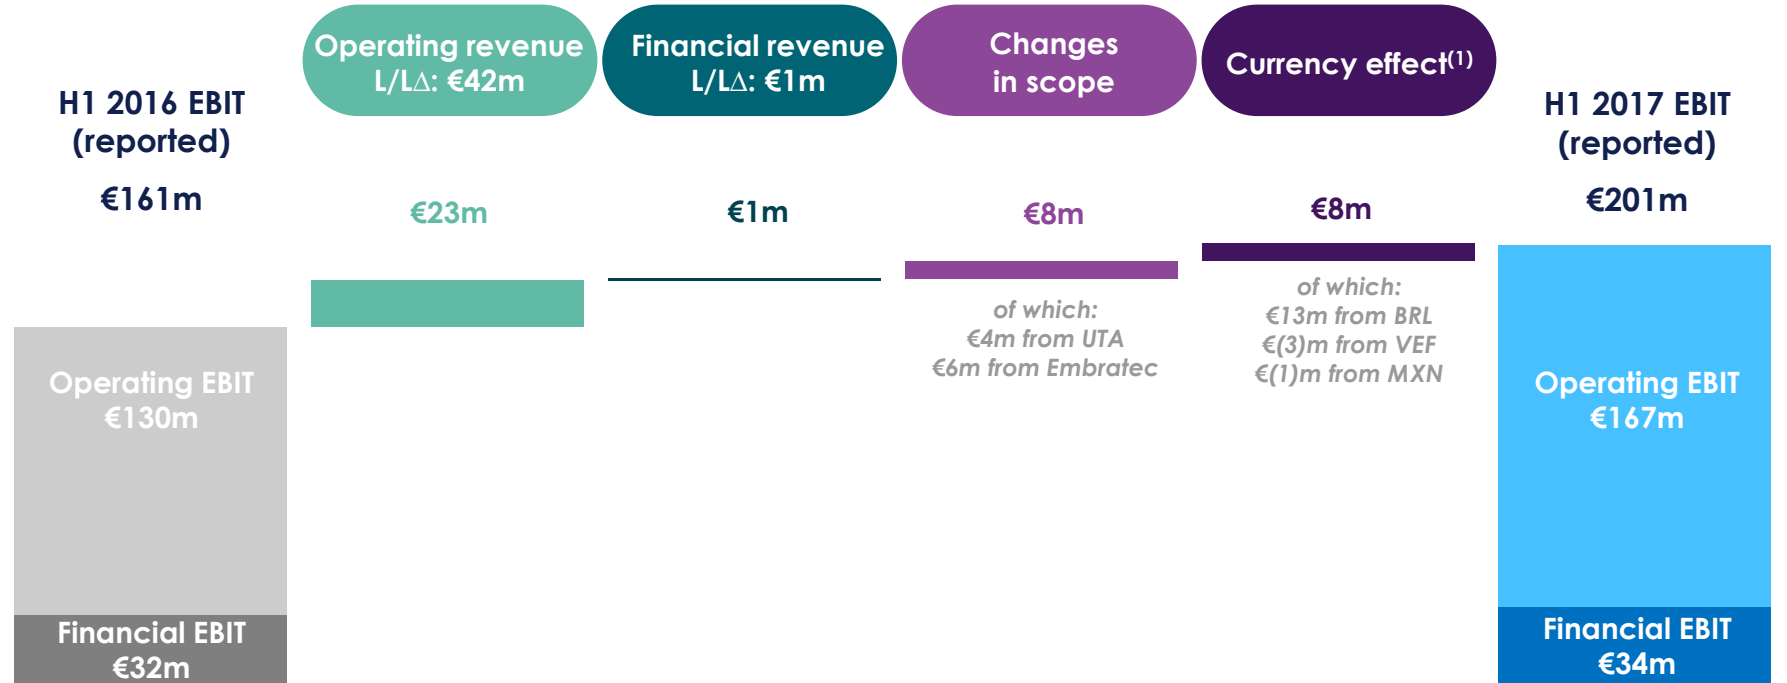 H1 2016 EBIT
(reported)
€161m
Operating EBIT
€130m
Financial EBIT
€32m
Operating revenue
L/LΔ: €42m
€23m
Financial revenue
L/LΔ: €1m
€1m
Changes
in scope
€8m
of which:
€4m from UTA
€6m from Embratec
Currency effect(1)
€8m
of which:
€13m from BRL
€(3)m from VEF
€(1)m from MXN
H1 2017 EBIT
(reported)
€201m
Operating EBIT
€167m
Financial EBIT
€34m